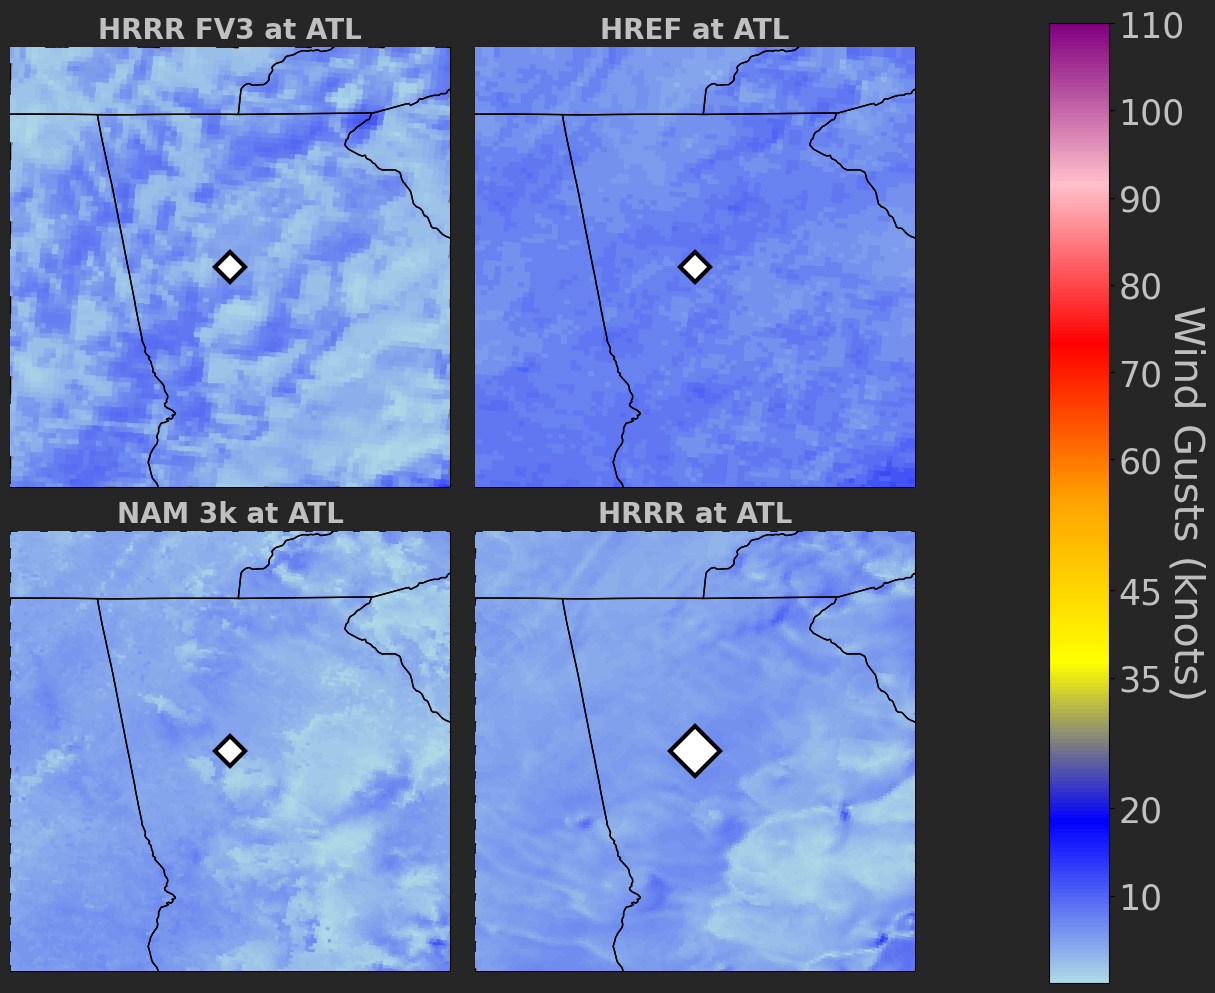 HRRR FV3 at ATL
HREF at ATL
NAM 3k at ATL
HRRR at ATL
110
100
90
80
70
60
45
35
20
10
Wind Gusts (knots)